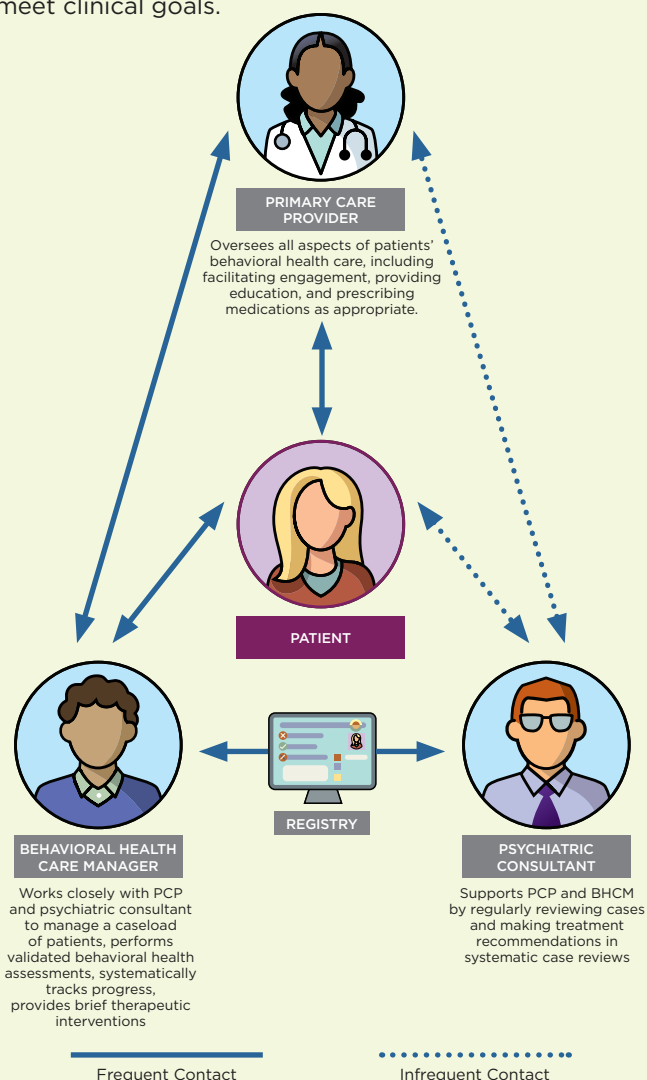 meet clinical goals.
PRIMARY CARE
PROVIDER
Oversees all aspects of patients’
behavioral health care, including
facilitating engagement, providing
education, and prescribing
medications as appropriate.
PATIENT
REGISTRY
BEHAVIORAL HEALTH
CARE MANAGER
Works closely with PCP
and psychiatric consultant
to manage a caseload
of patients, performs
validated behavioral health
assessments, systematically
tracks progress,
provides brief therapeutic
interventions
PSYCHIATRIC
CONSULTANT
Supports PCP and BHCM
by regularly reviewing cases
and making treatment
recommendations in
systematic case reviews
Frequent Contact
Infrequent Contact